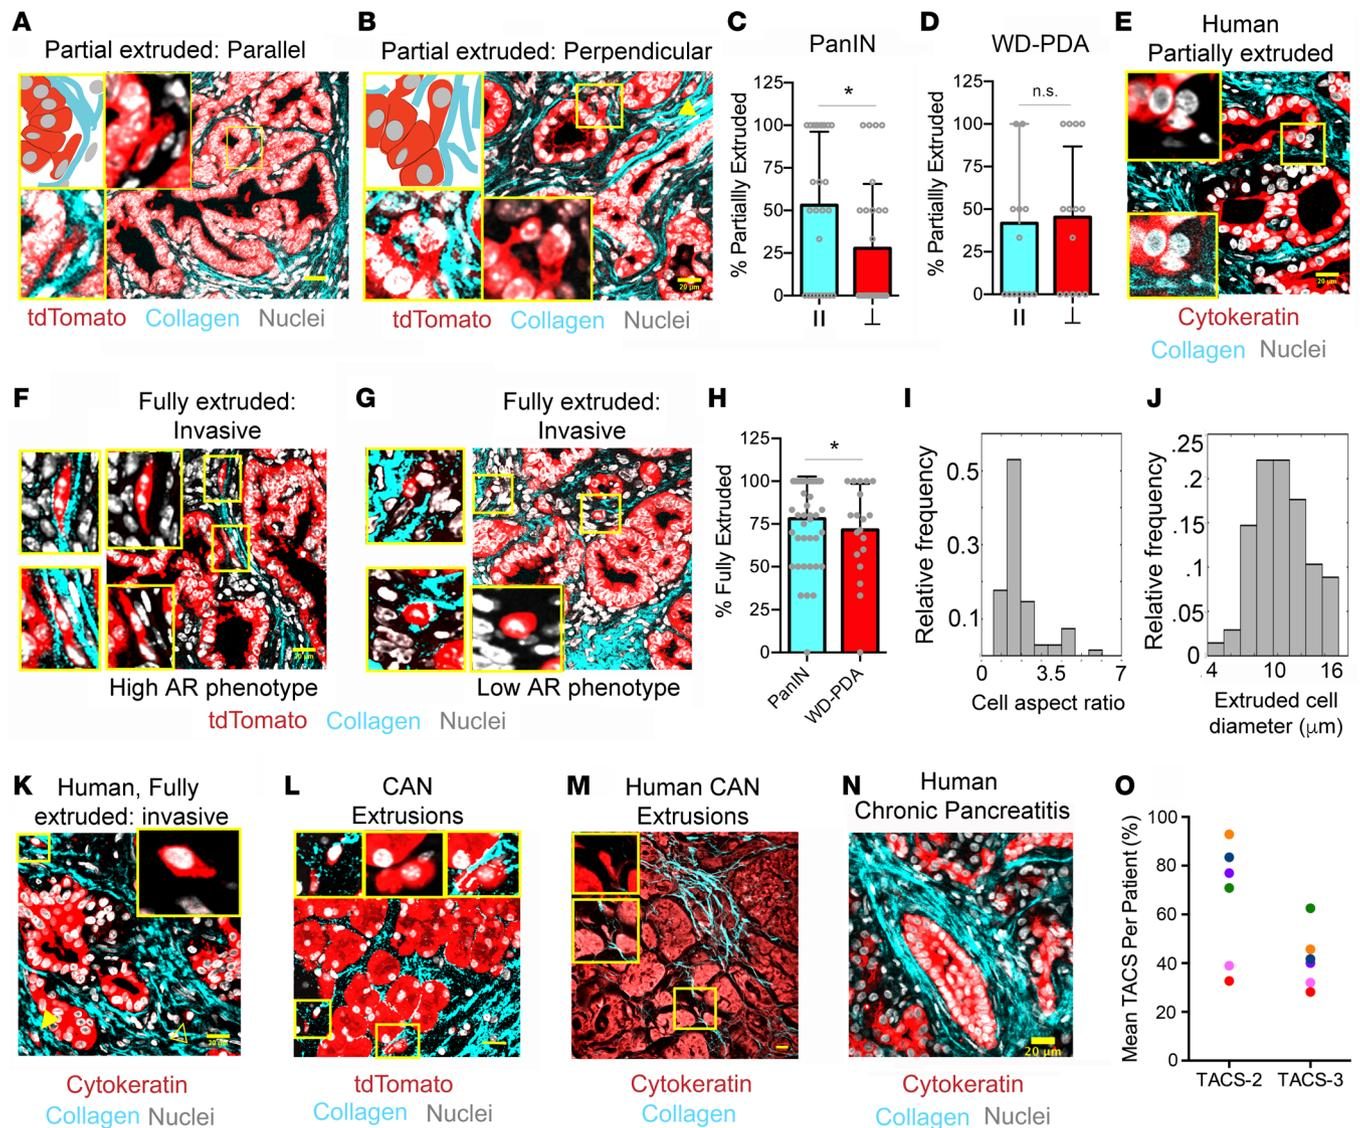 A
Partial extruded: Parallel
tdTomato Collagen Nuclei
B
Partial extruded: Perpendicular
20 µm
tdTomato Collagen Nuclei
C
PanIN
% Partially Extruded
125
100
75
50
25
0
*
II
⊥
D
WD-PDA
% Partially Extruded
125
100
75
50
25
0
n.s.
II
⊥
E
Human
Partially extruded
20 µm
Cytokeratin
Collagen Nuclei
F
Fully extruded:
Invasive
High AR phenotype
G
Fully extruded:
Invasive
Low AR phenotype
tdTomato Collagen Nuclei
H
% Fully Extruded
125
100
75
50
25
0
*
PanIN
WD-PDA
I
Relative frequency
0.5
0.3
0.1
0 3.5 7
Cell aspect ratio
J
Relative frequency
.25
.2
.15
.1
.05
0
4 10 16
Extruded cell
diameter (µm)
K
Human, Fully
extruded: invasive
20 µm
Cytokeratin
Collagen Nuclei
L
CAN
Extrusions
tdTomato
Collagen Nuclei
M
Human CAN
Extrusions
Cytokeratin
Collagen
N
Human
Chronic Pancreatitis
20 µm
Cytokeratin
Collagen Nuclei
O
Mean TACS Per Patient (%)
100
80
60
40
20
0
TACS-2 TACS-3